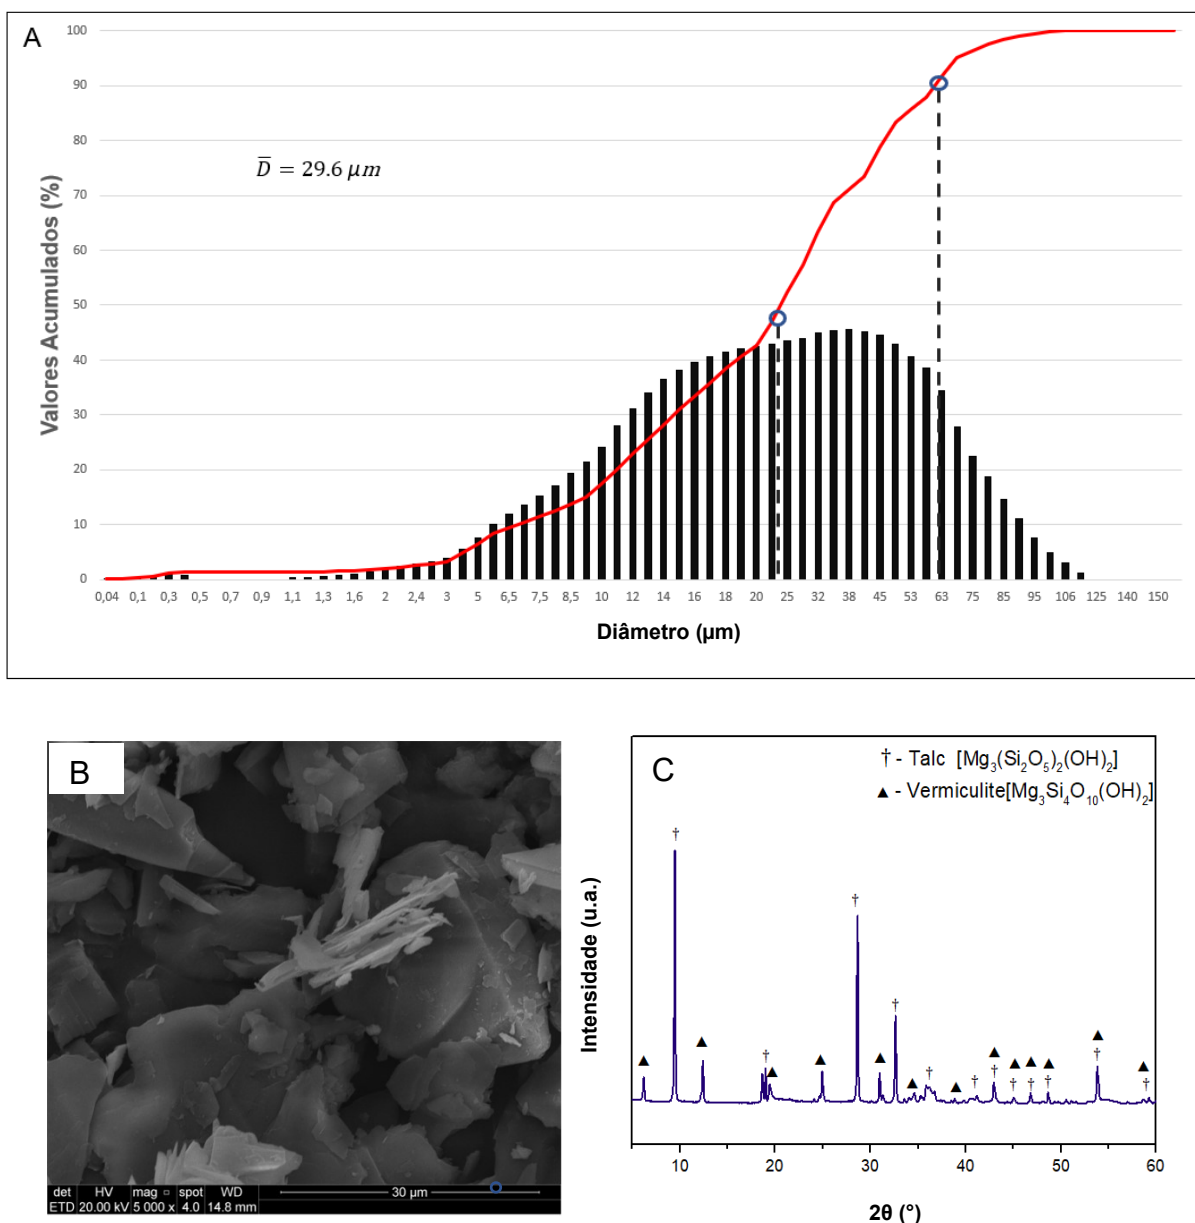 A
100
90
80
70
60
50
40
30
20
10
0
Valores Acumulados (%)
D̅ = 29.6 μm
0,04 0,1 0,3 0,5 0,7 0,9 1,1 1,3 1,6 2 2,4 3 5 6,5 7,5 8,5 10 12 14 16 18 20 25 32 38 45 53 63 75 85 95 106 125 140 150
Diâmetro (μm)
B
det HV mag □ spot WD
ETD 20.00 kV 5 000 x 4.0 14.8 mm
30 μm
C
† - Talc [Mg₃(Si₂O₅)₂(OH)₂]
▲ - Vermiculite[Mg₃Si₄O₁₀(OH)₂]
Intensidade (u.a.)
10 20 30 40 50 60
2θ (°)